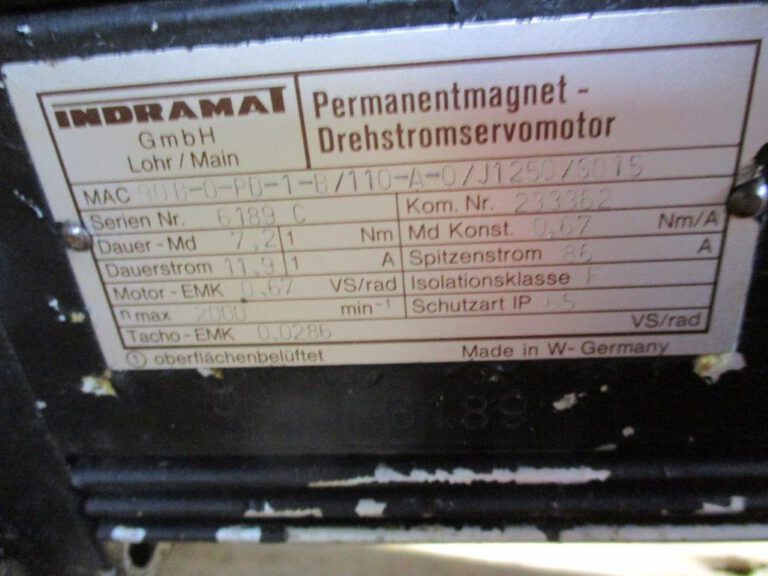 INDRAMAT
GmbH
Lohr / Main
Permanentmagnet -
Drehstromservomotor
MAC 90B-0-PD-1-B/110-A-0/J1250/S015
Serien Nr. 6189 C Kom. Nr. 233362
Dauer - Md 7,2 1 Nm Md Konst. 0,67 Nm/A
Dauerstrom 11,9 1 A Spitzenstrom 86 A
Motor - EMK 0,67 VS/rad Isolationsklasse F
n max 2000 min⁻¹ Schutzart IP 65
Tacho - EMK 0,0286 VS/rad
① oberflächenbelüftet Made in W - Germany
6189